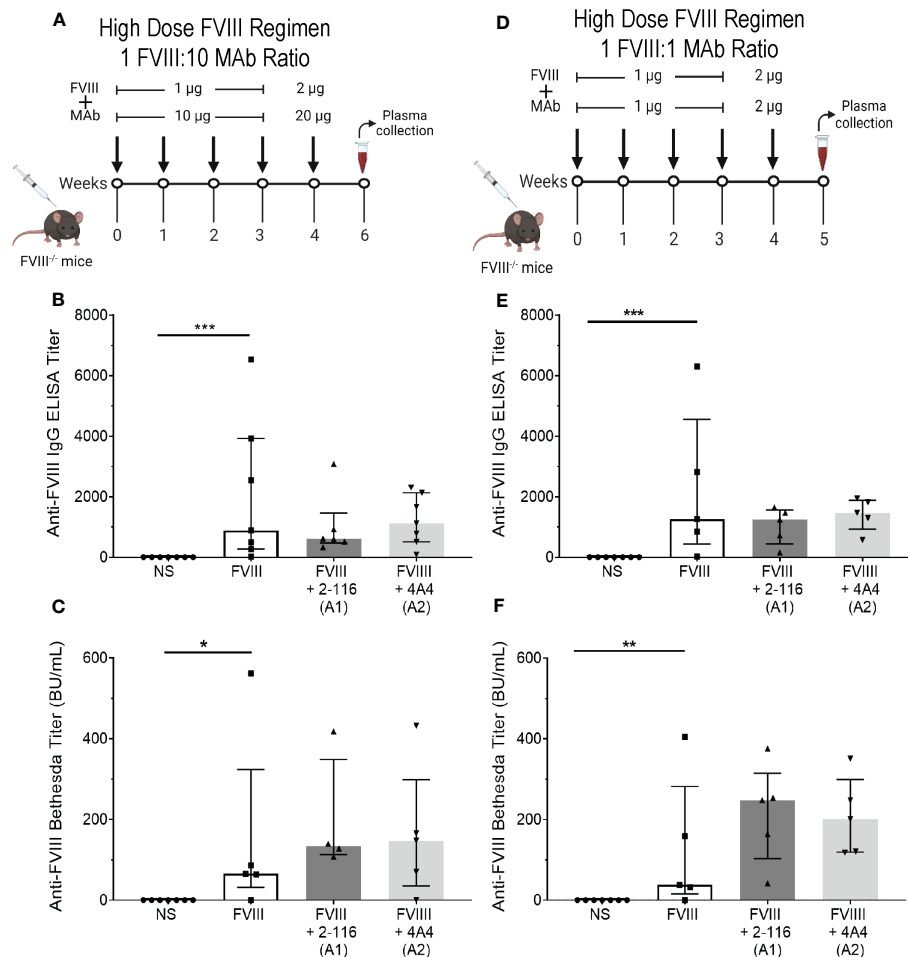 A
High Dose FVIII Regimen
1 FVIII:10 MAb Ratio
FVIII
+
MAb
1 µg
2 µg
10 µg
20 µg
Plasma
collection
Weeks
0 1 2 3 4 6
FVIII-/- mice
B
Anti-FVIII IgG ELISA Titer
8000
6000
4000
2000
0
***
NS
FVIII
FVIII
+ 2-116
(A1)
FVIIII
+ 4A4
(A2)
C
Anti-FVIII Bethesda Titer (BU/mL)
600
400
200
0
*
NS
FVIII
FVIII
+ 2-116
(A1)
FVIIII
+ 4A4
(A2)
D
High Dose FVIII Regimen
1 FVIII:1 MAb Ratio
FVIII
+
MAb
1 µg
2 µg
1 µg
2 µg
Plasma
collection
Weeks
0 1 2 3 4 5
FVIII-/- mice
E
Anti-FVIII IgG ELISA Titer
8000
6000
4000
2000
0
***
NS
FVIII
FVIII
+ 2-116
(A1)
FVIIII
+ 4A4
(A2)
F
Anti-FVIII Bethesda Titer (BU/mL)
600
400
200
0
**
NS
FVIII
FVIII
+ 2-116
(A1)
FVIIII
+ 4A4
(A2)